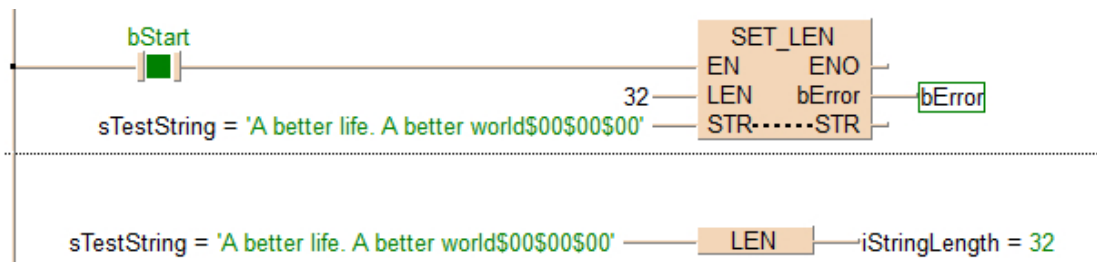 bStart
SET_LEN
EN ENO
32 LEN bError bError
sTestString = 'A better life. A better world$00$00$00' STR STR
sTestString = 'A better life. A better world$00$00$00' LEN iStringLength = 32